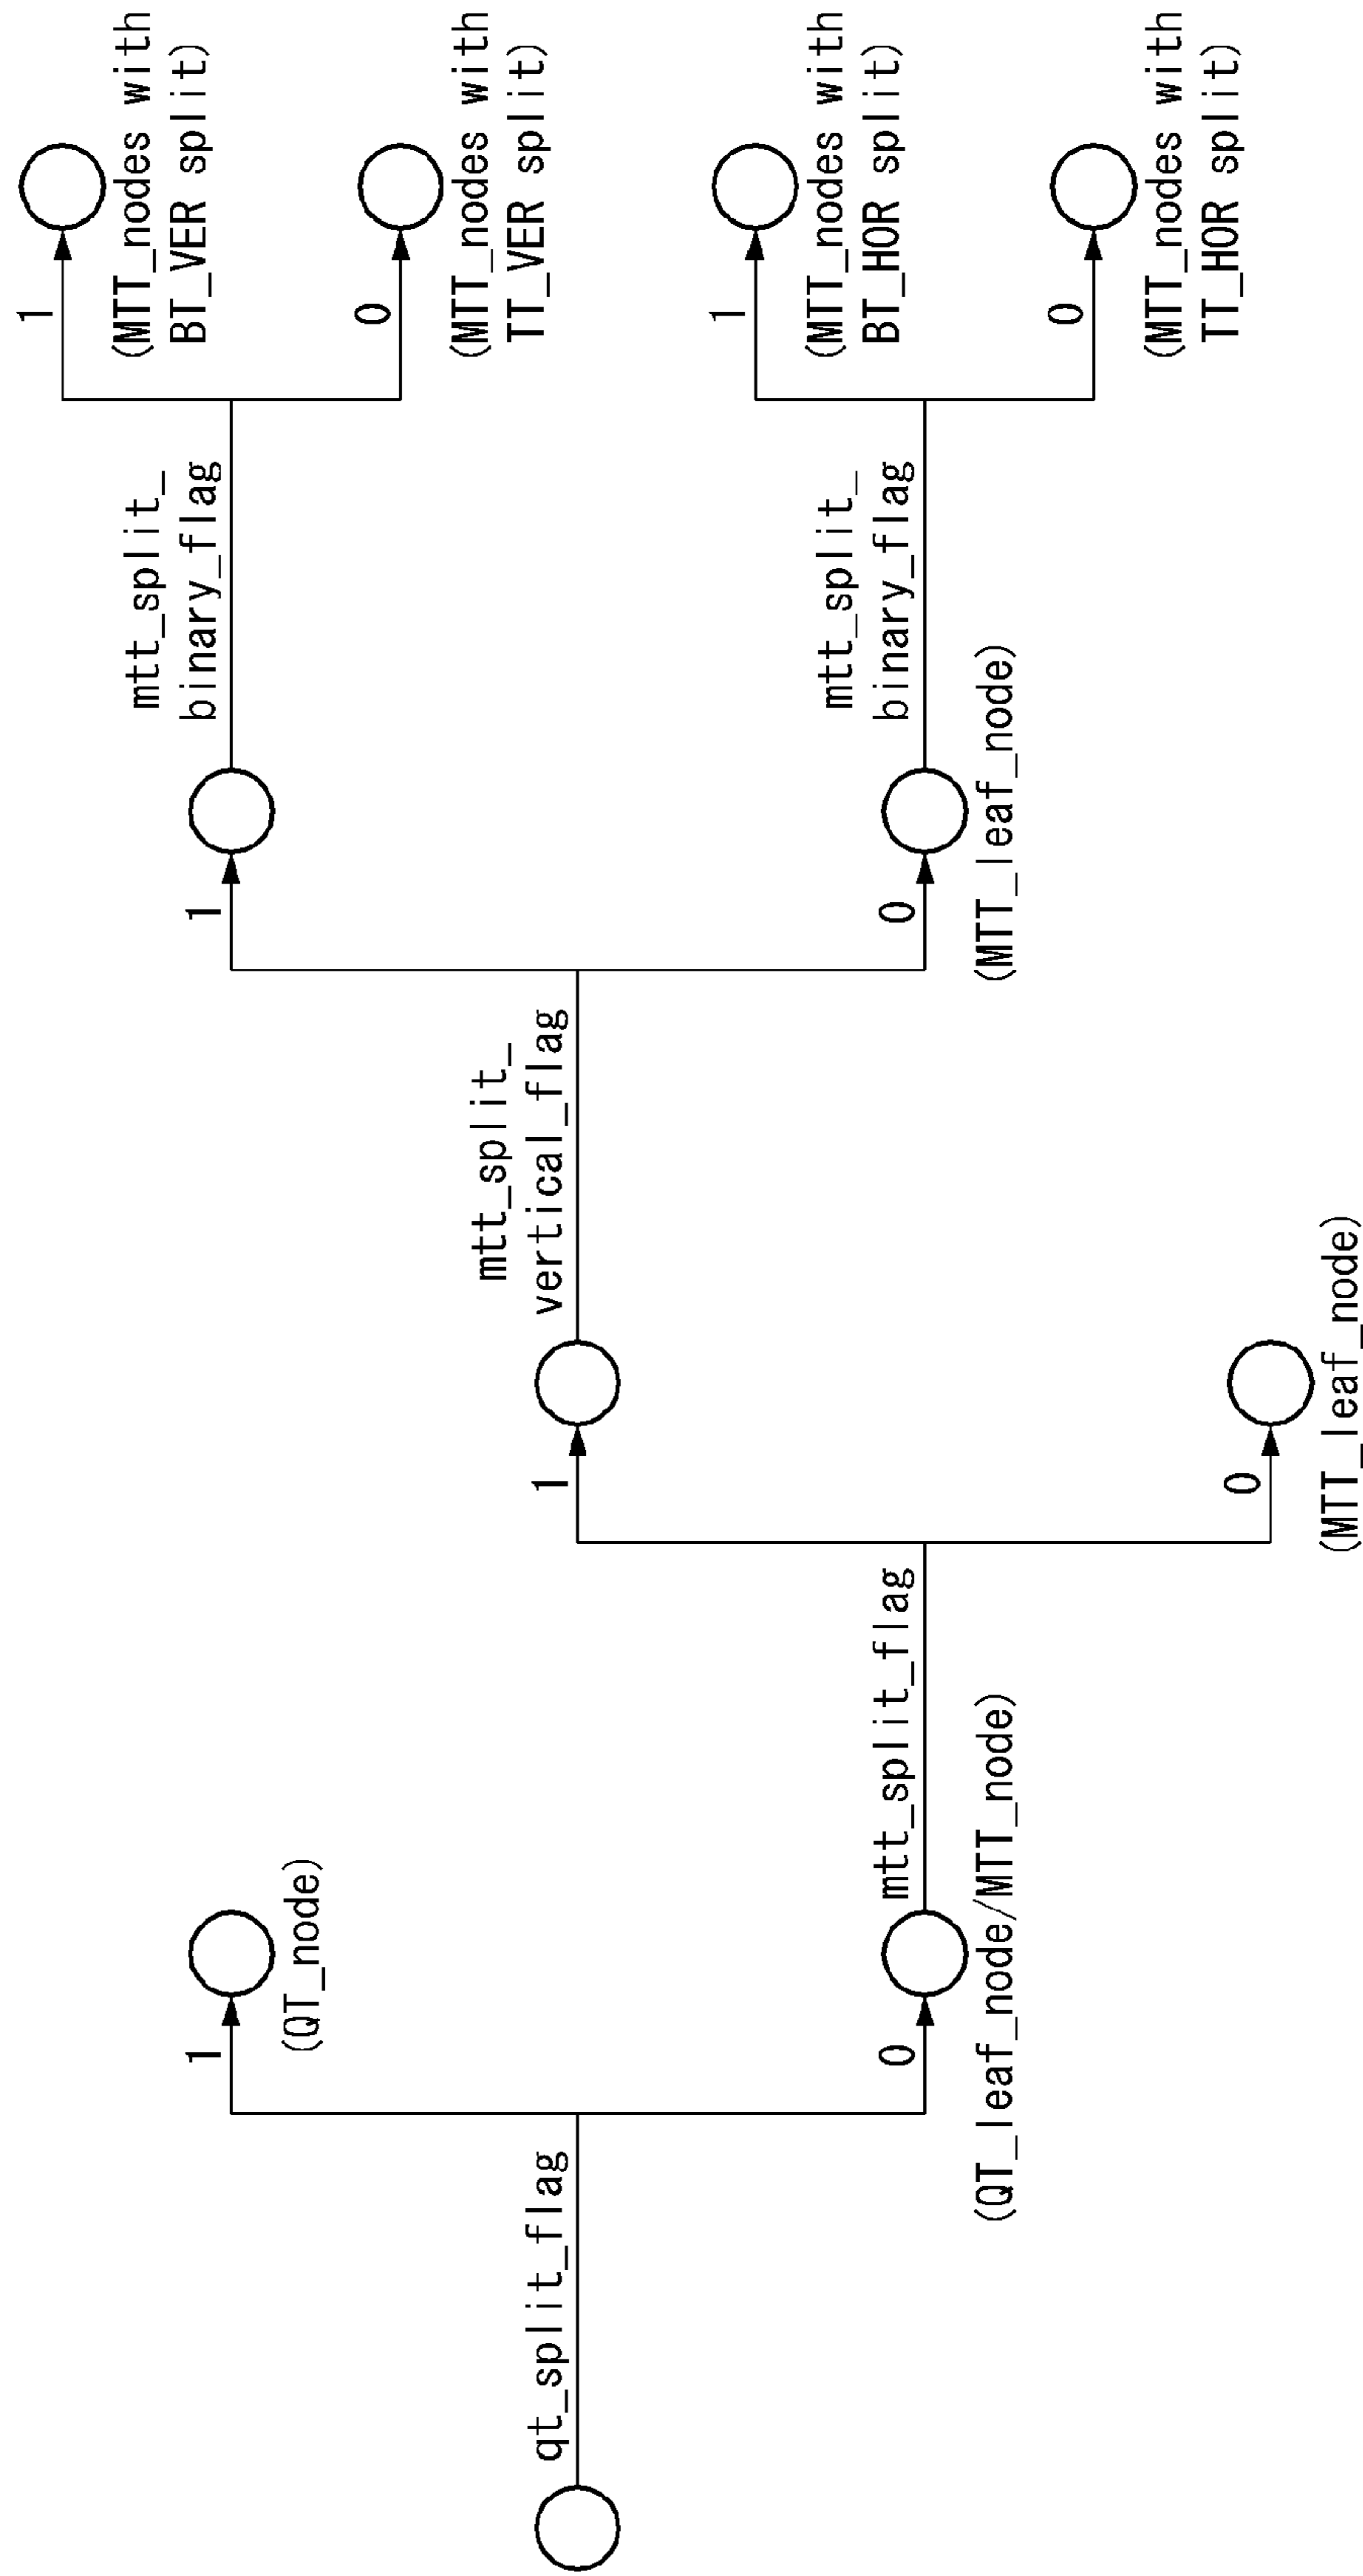 qt_split_flag
1
(QT_node)
0
(QT_leaf_node/MTT_node)
mtt_split_flag
1
0
(MTT_leaf_node)
mtt_split_
vertical_flag
1
0
(MTT_leaf_node)
mtt_split_
binary_flag
1
(MTT_nodes with
BT_VER split)
0
(MTT_nodes with
TT_VER split)
mtt_split_
binary_flag
1
(MTT_nodes with
BT_HOR split)
0
(MTT_nodes with
TT_HOR split)